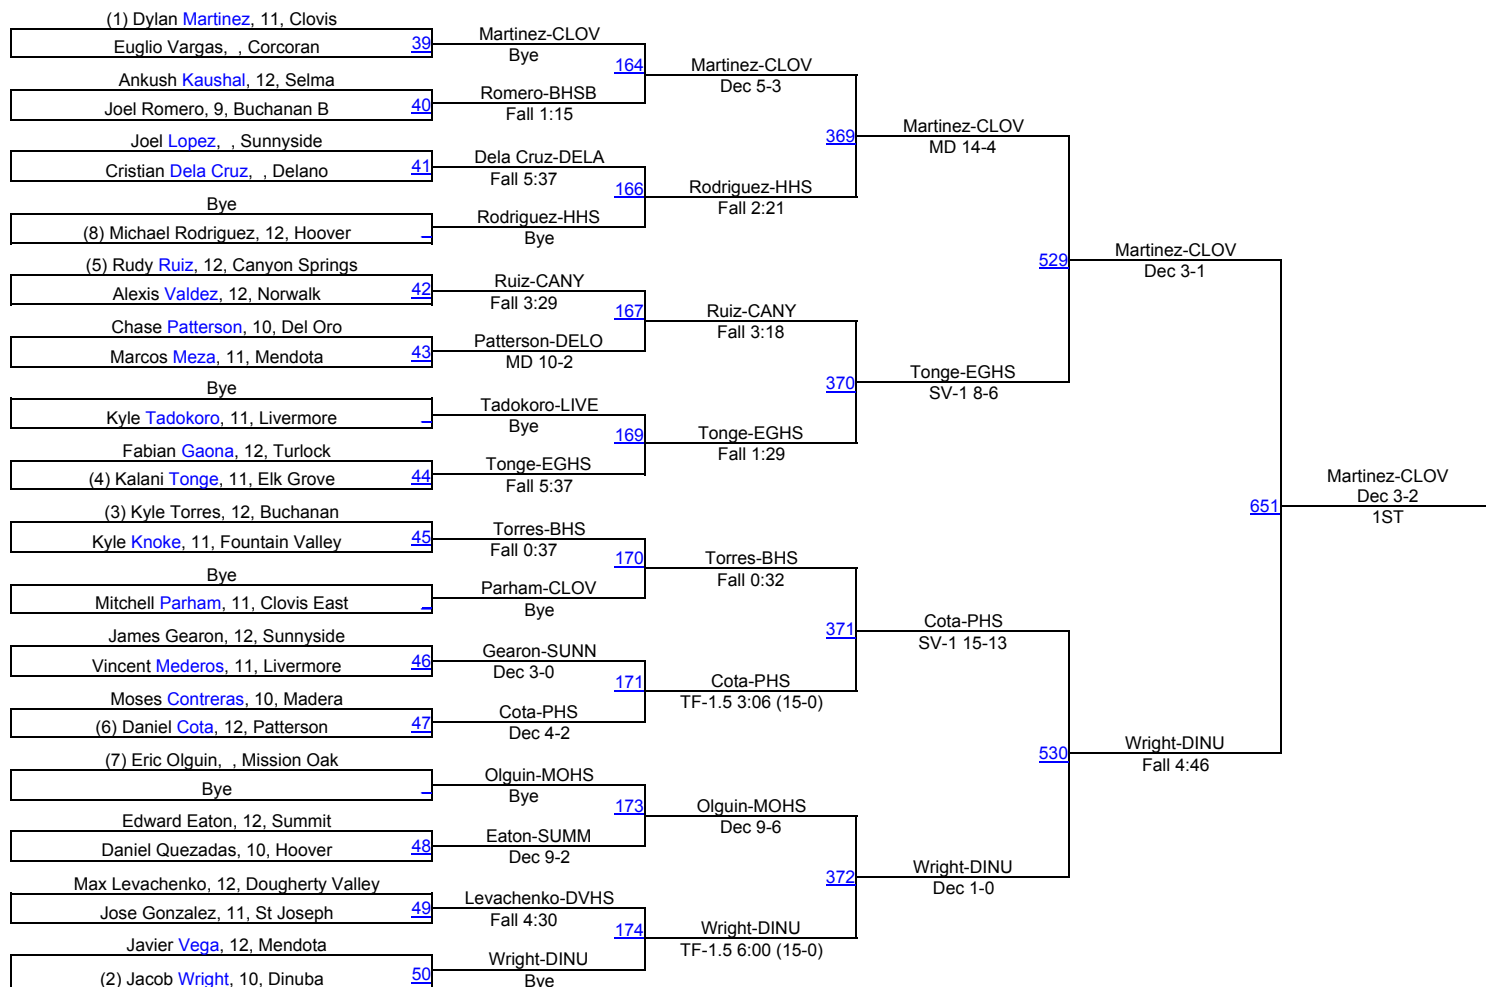 (1) Dylan Martinez, 11, Clovis
Euglio Vargas,  , Corcoran
39
Ankush Kaushal, 12, Selma
Joel Romero, 9, Buchanan B
40
Joel Lopez,  , Sunnyside
Cristian Dela Cruz,  , Delano
41
Bye
(8) Michael Rodriguez, 12, Hoover
(5) Rudy Ruiz, 12, Canyon Springs
Alexis Valdez, 12, Norwalk
42
Chase Patterson, 10, Del Oro
Marcos Meza, 11, Mendota
43
Bye
Kyle Tadokoro, 11, Livermore
Fabian Gaona, 12, Turlock
(4) Kalani Tonge, 11, Elk Grove
44
(3) Kyle Torres, 12, Buchanan
Kyle Knoke, 11, Fountain Valley
45
Bye
Mitchell Parham, 11, Clovis East
James Gearon, 12, Sunnyside
Vincent Mederos, 11, Livermore
46
Moses Contreras, 10, Madera
(6) Daniel Cota, 12, Patterson
47
(7) Eric Olguin,  , Mission Oak
Bye
Edward Eaton, 12, Summit
Daniel Quezadas, 10, Hoover
48
Max Levachenko, 12, Dougherty Valley
Jose Gonzalez, 11, St Joseph
49
Javier Vega, 12, Mendota
(2) Jacob Wright, 10, Dinuba
50
Martinez-CLOV
Bye
164
Romero-BHSB
Fall 1:15
Dela Cruz-DELA
Fall 5:37
166
Rodriguez-HHS
Bye
Ruiz-CANY
Fall 3:29
167
Patterson-DELO
MD 10-2
Tadokoro-LIVE
Bye
169
Tonge-EGHS
Fall 5:37
Torres-BHS
Fall 0:37
170
Parham-CLOV
Bye
Gearon-SUNN
Dec 3-0
171
Cota-PHS
Dec 4-2
Olguin-MOHS
Bye
173
Eaton-SUMM
Dec 9-2
Levachenko-DVHS
Fall 4:30
174
Wright-DINU
Bye
Martinez-CLOV
Dec 5-3
369
Rodriguez-HHS
Fall 2:21
Ruiz-CANY
Fall 3:18
370
Tonge-EGHS
Fall 1:29
Torres-BHS
Fall 0:32
371
Cota-PHS
TF-1.5 3:06 (15-0)
Olguin-MOHS
Dec 9-6
372
Wright-DINU
TF-1.5 6:00 (15-0)
Martinez-CLOV
MD 14-4
529
Tonge-EGHS
SV-1 8-6
Cota-PHS
SV-1 15-13
530
Wright-DINU
Dec 1-0
Martinez-CLOV
Dec 3-1
651
Wright-DINU
Fall 4:46
Martinez-CLOV
Dec 3-2
1ST